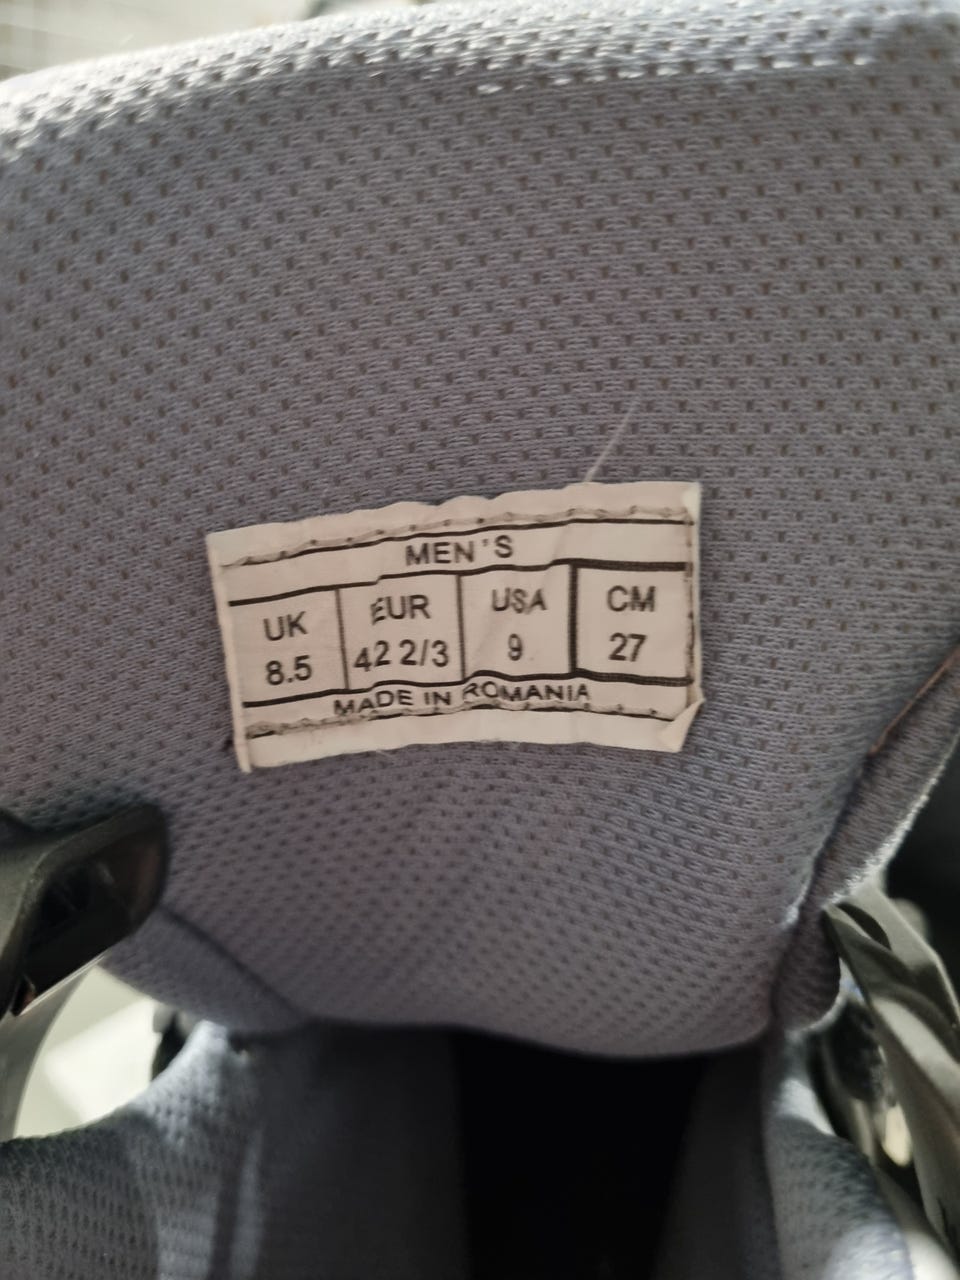 MEN'S
UK EUR USA CM
8.5 42 2/3 9 27
MADE IN ROMANIA